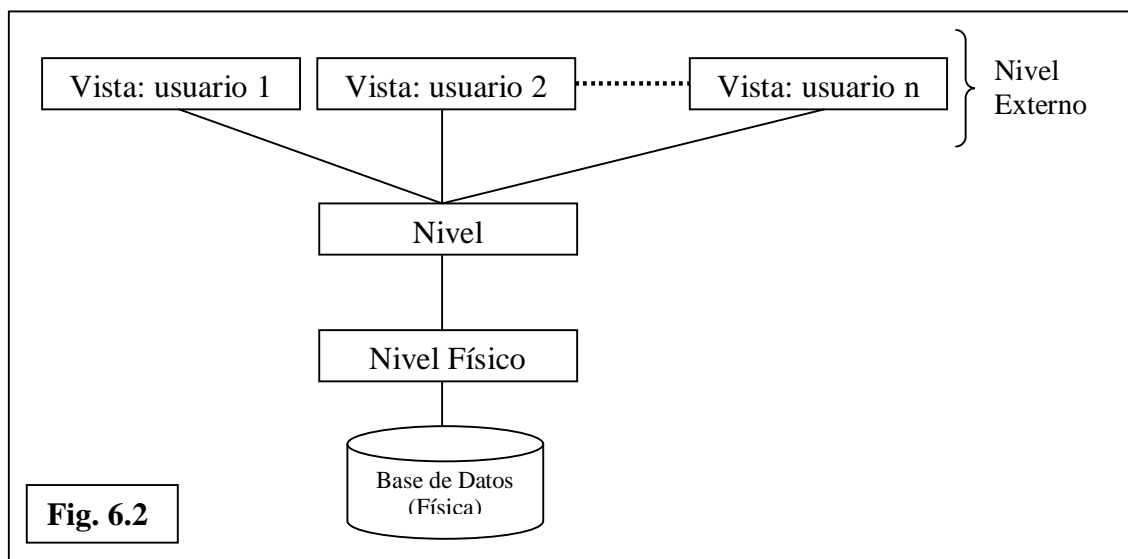 Vista: usuario 1
Vista: usuario 2
Vista: usuario n
Nivel
Externo
Nivel
Nivel Físico
Base de Datos
(Física)
Fig. 6.2